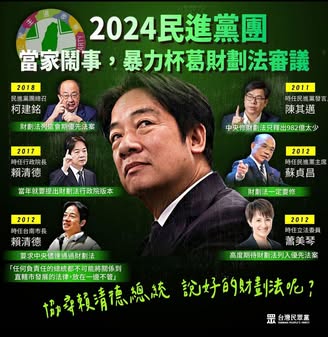 2024民進黨團
當家鬧事，暴力杯葛財劃法審議
2018
民進黨團總召
柯建銘
財劃法列這會期優先法案
2017
時任行政院長
賴清德
當年就要提出財劃法行政院版本
2012
時任台南市長
賴清德
要求中央儘速通過財劃法
「任何負責任的總統都不可能將關係到
直轄市發展的法律，放在一邊不管」
2011
時任民進黨發言人
陳其邁
中央修財劃法只釋出982億太少
2012
時任民進黨主席
蘇貞昌
財劃法一定要修
2012
時任立法委員
蕭美琴
高度期待財劃法列入優先法案
協尋賴清德總統 說好的財劃法呢？
台灣民眾黨